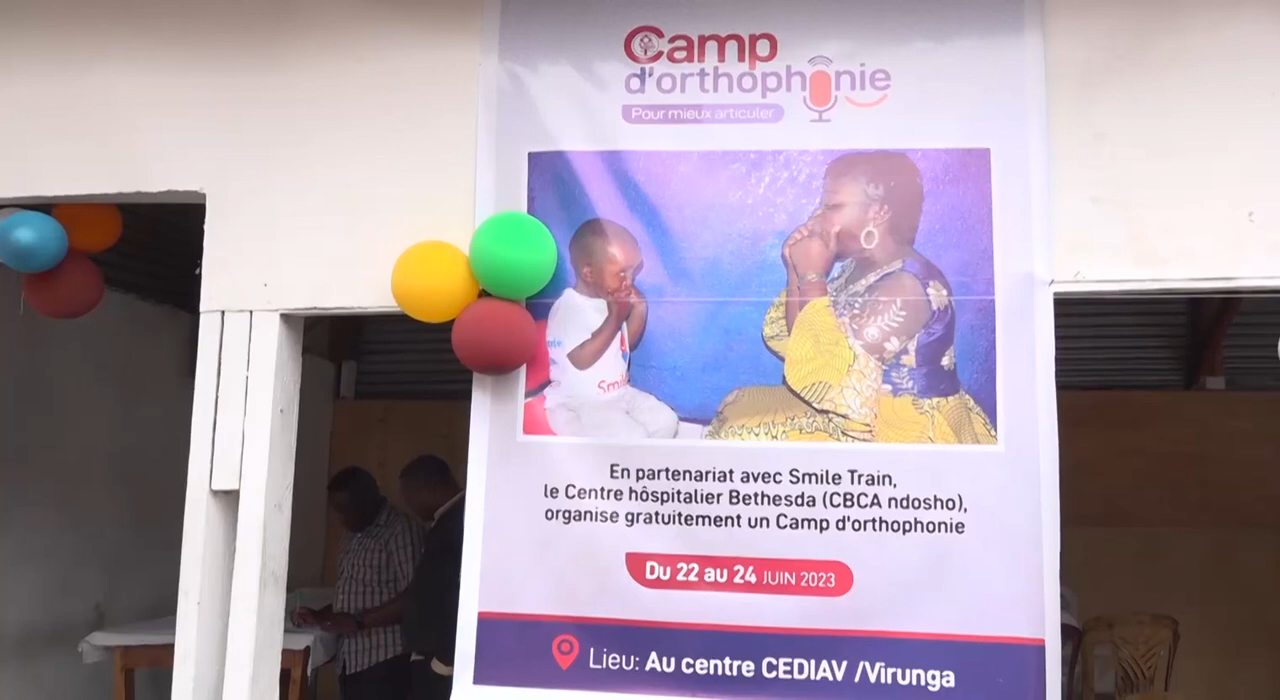 Camp
d'orthophonie
Pour mieux articuler
Smile
En partenariat avec Smile Train,
le Centre hôspitalier Bethesda (CBCA ndosho),
organise gratuitement un Camp d'orthophonie
Du 22 au 24 JUIN 2023
Lieu: Au centre CEDIAV /Virunga